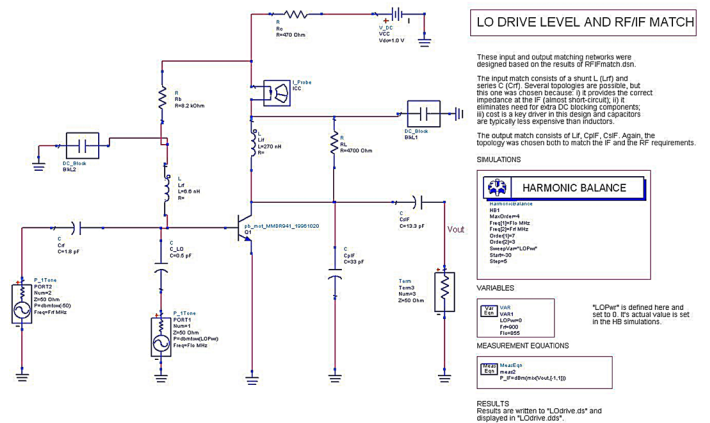 LO DRIVE LEVEL AND RF/IF MATCH
These input and output matching networks were
designed based on the results of RFIFmatch.dsn.
The input match consists of a shunt L (Lrf) and
series C (Crf). Several topologies are possible, but
this one was chosen because: i) it provides the correct
impedance at the IF (almost short-circuit); ii) it
eliminates need for extra DC blocking components;
iii) cost is a key driver in this design and capacitors
are typically less expensive than inductors.
The output match consists of Lif, CpIF, CsIF. Again, the
topology was chosen both to match the IF and the RF requirements.
SIMULATIONS
HARMONIC BALANCE
HarmonicBalance
HB1
MaxOrder=4
Freq[1]=Flo MHz
Freq[2]=Frf MHz
Order[1]=7
Order[2]=3
SweepVar="LOPwr"
Start=-30
Step=5
VARIABLES
Var
Eqn
VAR
VAR1
LOPwr=0
Frf=900
Flo=855
"LOPwr" is defined here and
set to 0. It's actual value is set
in the HB simulations.
MEASUREMENT EQUATIONS
Meas
Eqn
MeasEqn
meas2
P_IF=dBm(mix(Vout,[-1,1]))
RESULTS
Results are written to "LOdrive.ds" and
displayed in "LOdrive.dds".
R
R=470 Ohm
V_DC
VCC
Vdc=1.0 V
I_Probe
ICC
R
Rb
R=8.2 kOhm
DC_Block
BkL2
DC_Block
BkL1
L
Lif
L=270 nH
R=
R
RL
R=4700 Ohm
L
L=6.6 nH
R=
C
Crf
C=1.8 pF
C
C_LO
C=0.5 pF
pb_mot_MMBR941_19961020
Q1
C
C=13.3 pF
Vout
C
CpIF
C=33 pF
P_1Tone
PORT2
Num=2
Z=50 Ohm
P=dbmtow(-50)
Freq=Frf MHz
P_1Tone
PORT1
Num=1
Z=50 Ohm
P=dbmtow(LOPwr)
Freq=Flo MHz
Term
Term3
Num=3
Z=50 Ohm